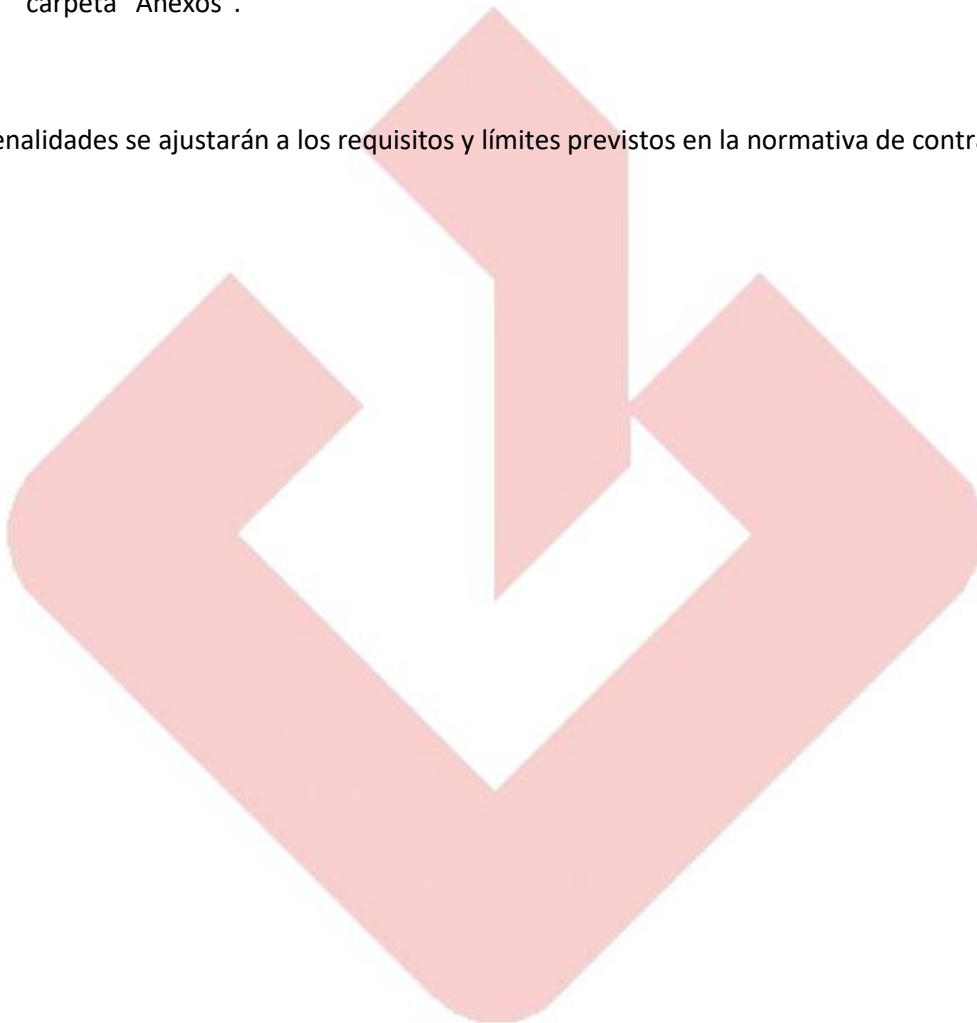 carpeta "Anexos".
enalidades se ajustarán a los requisitos y límites previstos en la normativa de contra